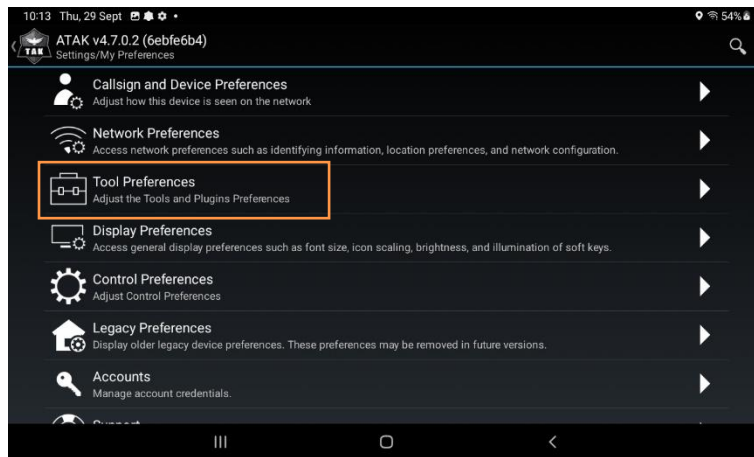 10:13 Thu, 29 Sept
54%
ATAK v4.7.0.2 (6ebfe6b4)
TAK
Settings/My Preferences
Callsign and Device Preferences
Adjust how this device is seen on the network
Network Preferences
Access network preferences such as identifying information, location preferences, and network configuration.
Tool Preferences
Adjust the Tools and Plugins Preferences
Display Preferences
Access general display preferences such as font size, icon scaling, brightness, and illumination of soft keys.
Control Preferences
Adjust Control Preferences
Legacy Preferences
Display older legacy device preferences. These preferences may be removed in future versions.
Accounts
Manage account credentials.
Support